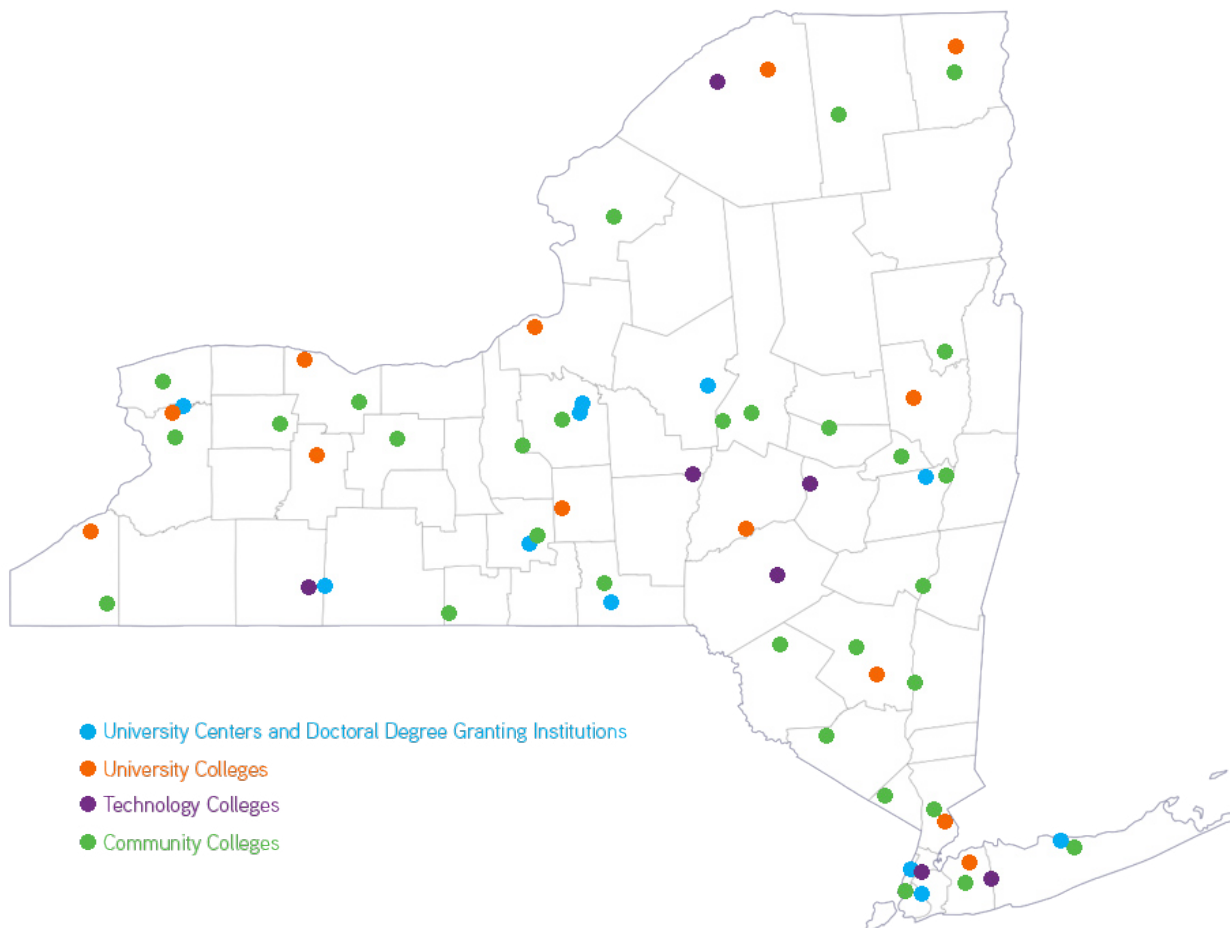 University Centers and Doctoral Degree Granting Institutions
University Colleges
Technology Colleges
Community Colleges